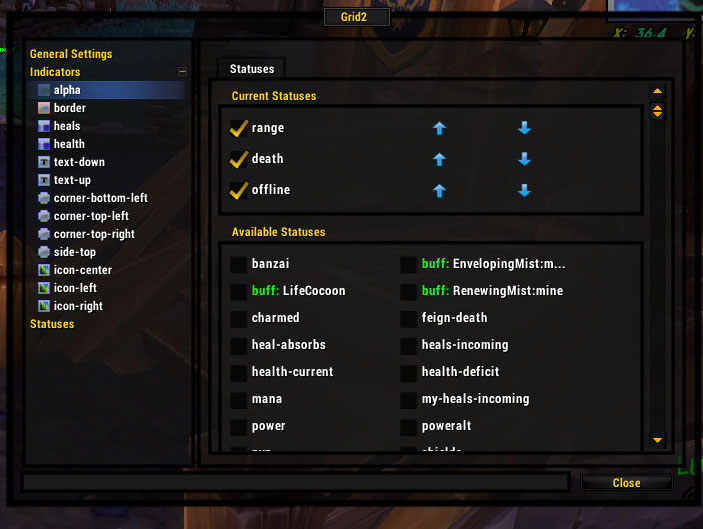 Grid2
X: 36.4 Y:
General Settings
Indicators
alpha
border
heals
health
text-down
text-up
corner-bottom-left
corner-top-left
corner-top-right
side-top
icon-center
icon-left
icon-right
Statuses
Statuses
Current Statuses
range
death
offline
Available Statuses
banzai buff: EnvelopingMist:m...
buff: LifeCocoon buff: RenewingMist:mine
charmed feign-death
heal-absorbs heals-incoming
health-current health-deficit
mana my-heals-incoming
power poweralt
Close